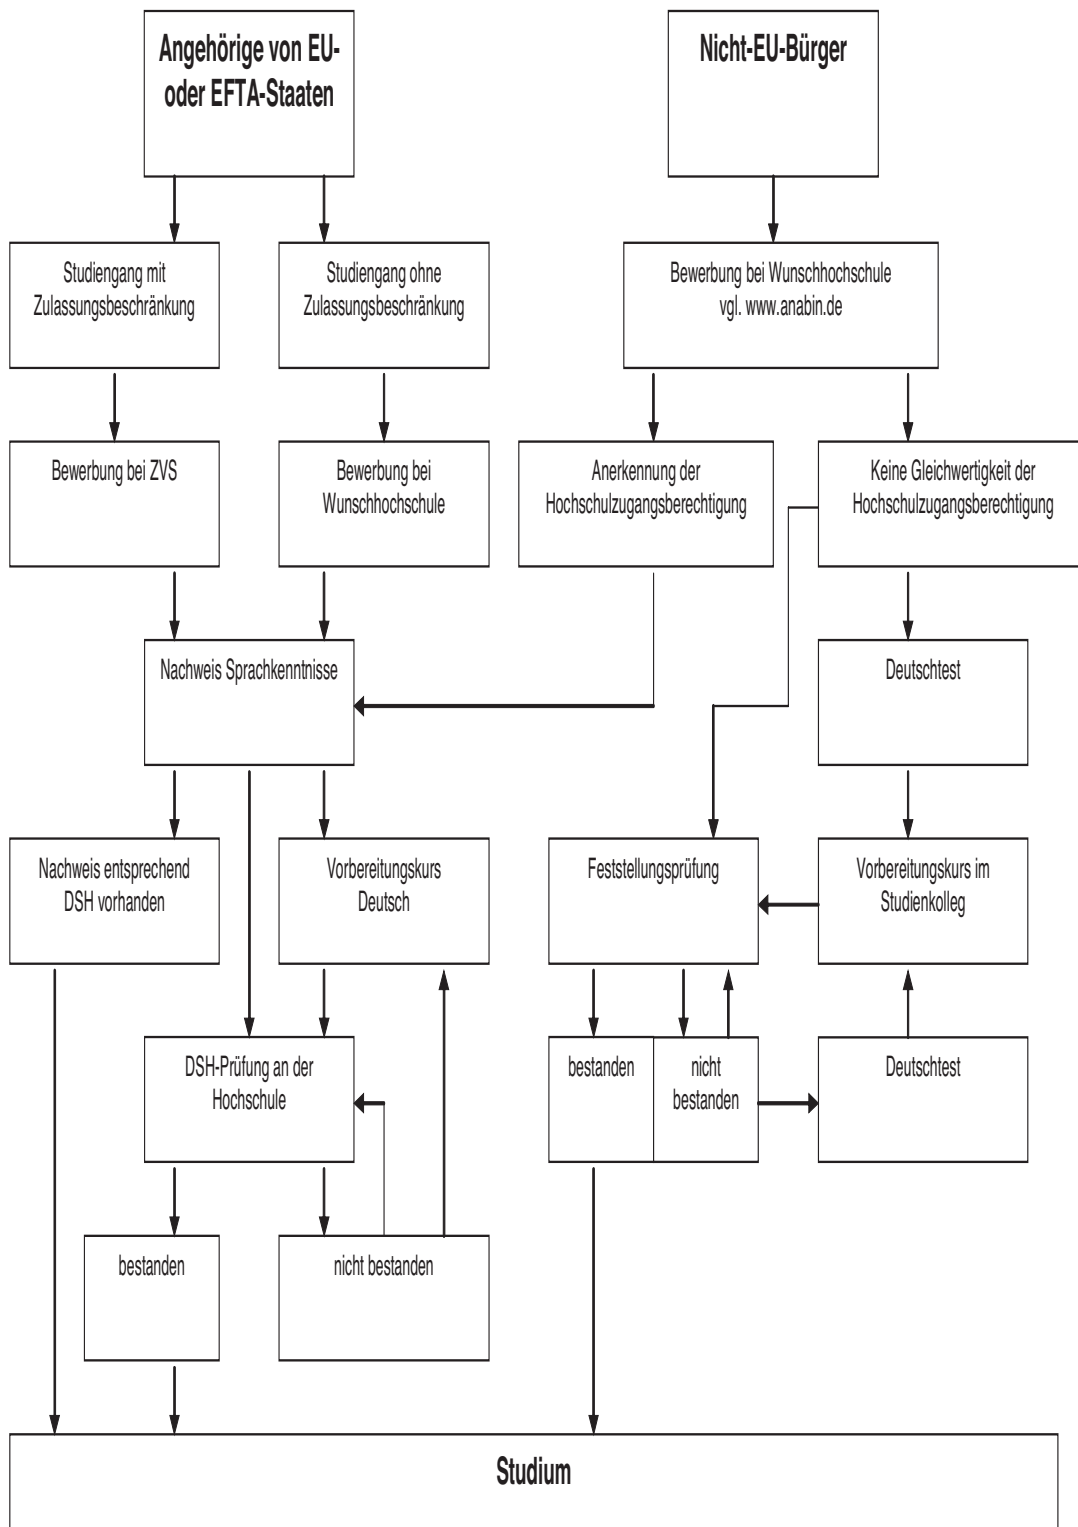 Angehörige von EU-
oder EFTA-Staaten
Nicht-EU-Bürger
Studiengang mit
Zulassungsbeschränkung
Studiengang ohne
Zulassungsbeschränkung
Bewerbung bei Wunschhochschule
vgl. www.anabin.de
Bewerbung bei ZVS
Bewerbung bei
Wunschhochschule
Anerkennung der
Hochschulzugangsberechtigung
Keine Gleichwertigkeit der
Hochschulzugangsberechtigung
Nachweis Sprachkenntnisse
Deutschtest
Nachweis entsprechend
DSH vorhanden
Vorbereitungskurs
Deutsch
Feststellungsprüfung
Vorbereitungskurs im
Studienkolleg
DSH-Prüfung an der
Hochschule
bestanden
nicht
bestanden
Deutschtest
bestanden
nicht bestanden
Studium